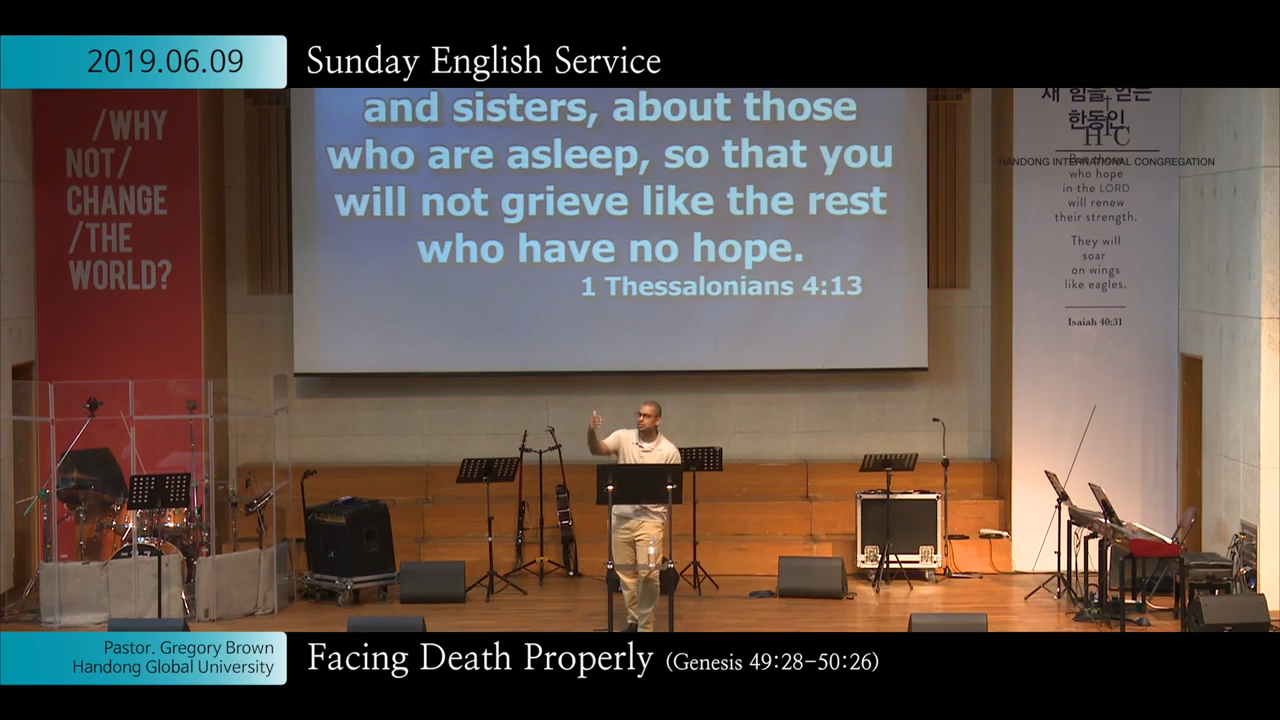 2019.06.09
Sunday English Service
/WHY
NOT/
CHANGE
/THE
WORLD?
and sisters, about those
who are asleep, so that you
will not grieve like the rest
who have no hope.
1 Thessalonians 4:13
새 힘을 얻는
한동인
HIC
HANDONG INTERNATIONAL CONGREGATION
who hope
in the LORD
will renew
their strength.
They will
soar
on wings
like eagles.
Isaiah 40:31
Pastor. Gregory Brown
Handong Global University
Facing Death Properly (Genesis 49:28-50:26)